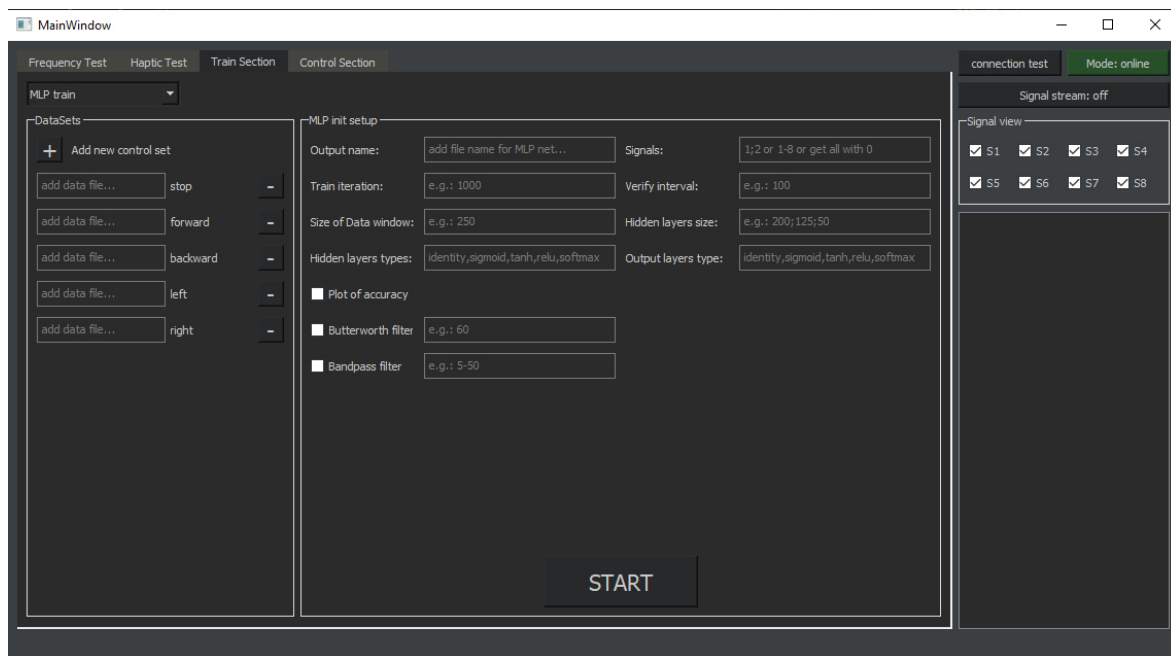 MainWindow
Frequency Test
Haptic Test
Train Section
Control Section
connection test
Mode: online
MLP train
Signal stream: off
DataSets
+ Add new control set
add data file... stop -
add data file... forward -
add data file... backward -
add data file... left -
add data file... right -
MLP init setup
Output name: add file name for MLP net... Signals: 1;2 or 1-8 or get all with 0
Train iteration: e.g.: 1000 Verify interval: e.g.: 100
Size of Data window: e.g.: 250 Hidden layers size: e.g.: 200;125;50
Hidden layers types: identity,sigmoid,tanh,relu,softmax Output layers type: identity,sigmoid,tanh,relu,softmax
Plot of accuracy
Butterworth filter e.g.: 60
Bandpass filter e.g.: 5-50
START
Signal view
S1 S2 S3 S4
S5 S6 S7 S8